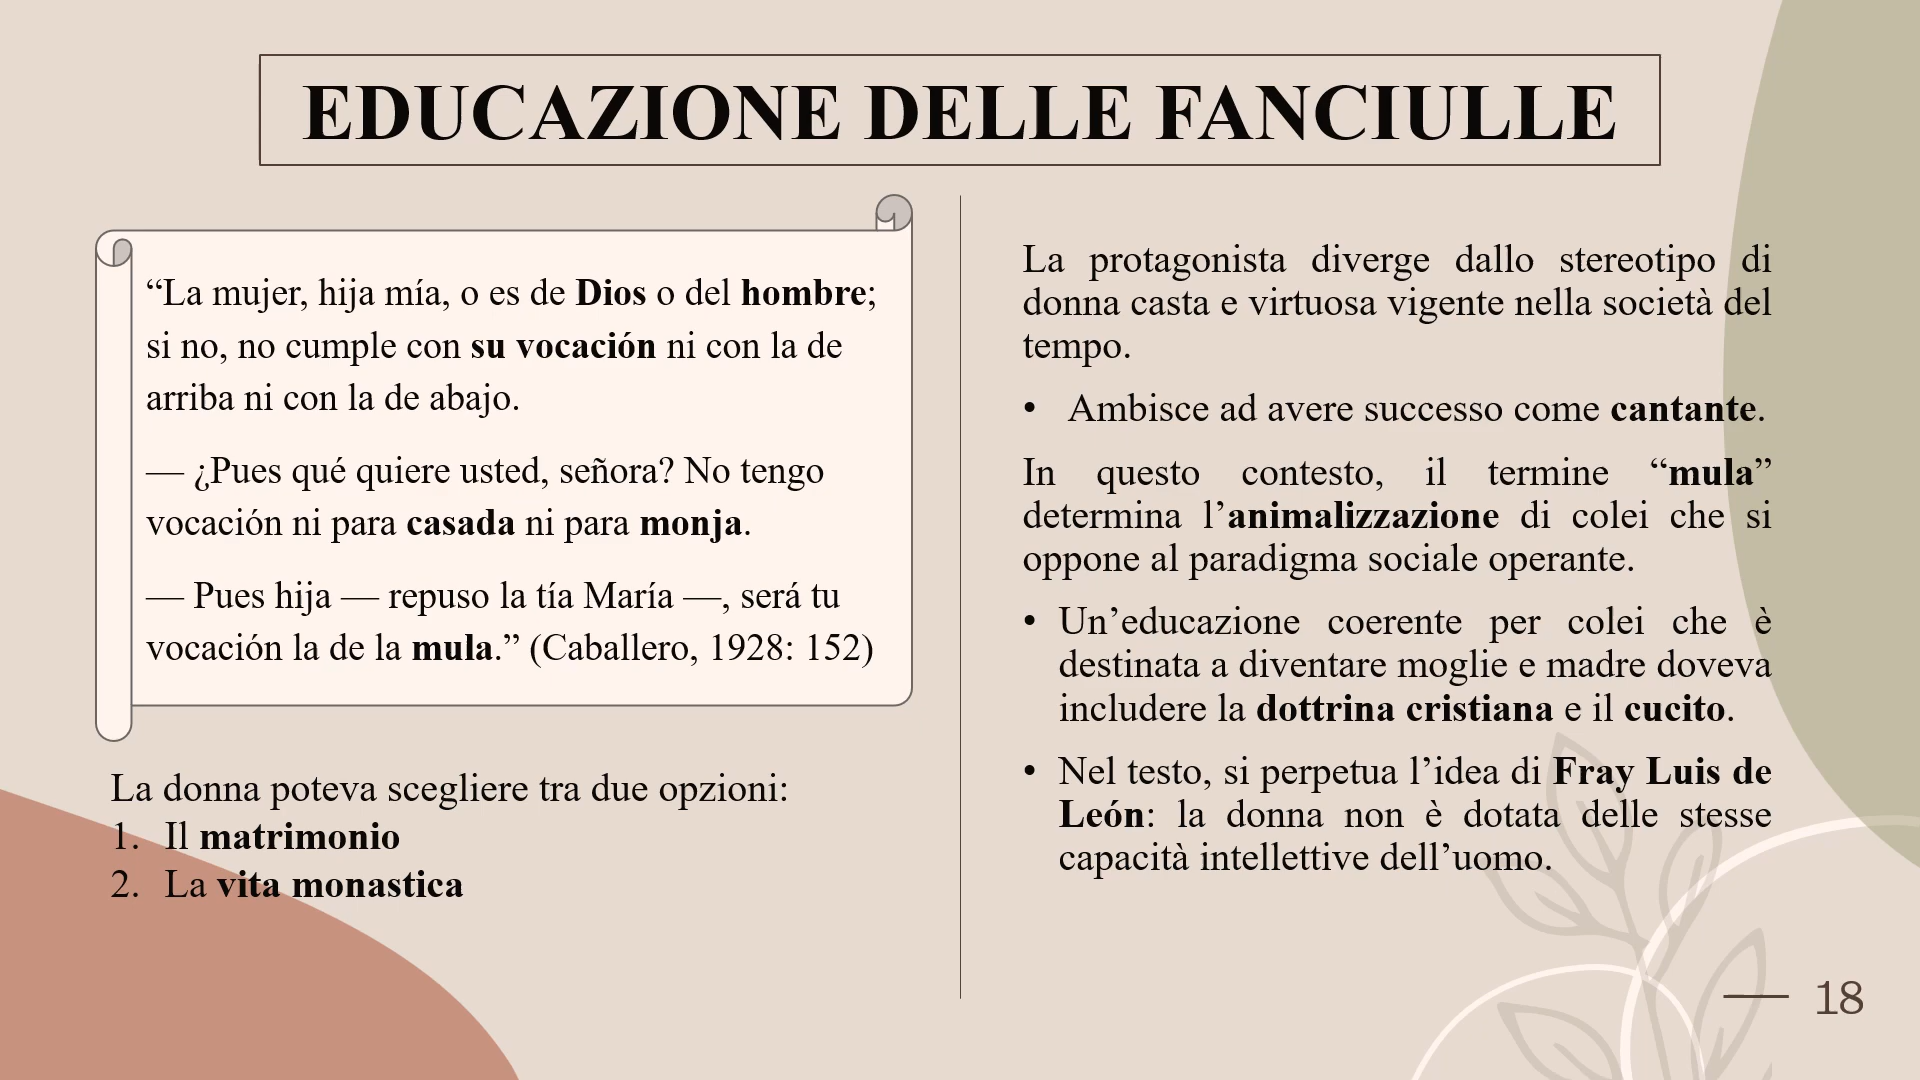 EDUCAZIONE DELLE FANCIULLE
“La mujer, hija mía, o es de Dios o del hombre;
si no, no cumple con su vocación ni con la de
arriba ni con la de abajo.
— ¿Pues qué quiere usted, señora? No tengo
vocación ni para casada ni para monja.
— Pues hija — repuso la tía María —, será tu
vocación la de la mula.” (Caballero, 1928: 152)
La donna poteva scegliere tra due opzioni:
1. Il matrimonio
2. La vita monastica
La protagonista diverge dallo stereotipo di
donna casta e virtuosa vigente nella società del
tempo.
• Ambisce ad avere successo come cantante.
In questo contesto, il termine “mula”
determina l’animalizzazione di colei che si
oppone al paradigma sociale operante.
• Un’educazione coerente per colei che è
destinata a diventare moglie e madre doveva
includere la dottrina cristiana e il cucito.
• Nel testo, si perpetua l’idea di Fray Luis de
León: la donna non è dotata delle stesse
capacità intellettive dell’uomo.
18